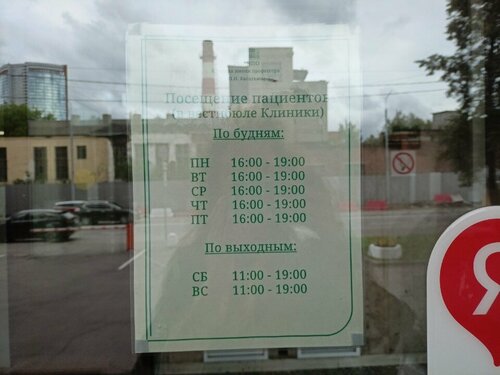 Посещение пациентов
(в вестибюле Клиники)
По будням:
ПН 16:00 - 19:00
ВТ 16:00 - 19:00
СР 16:00 - 19:00
ЧТ 16:00 - 19:00
ПТ 16:00 - 19:00
По выходным:
СБ 11:00 - 19:00
ВС 11:00 - 19:00
Я